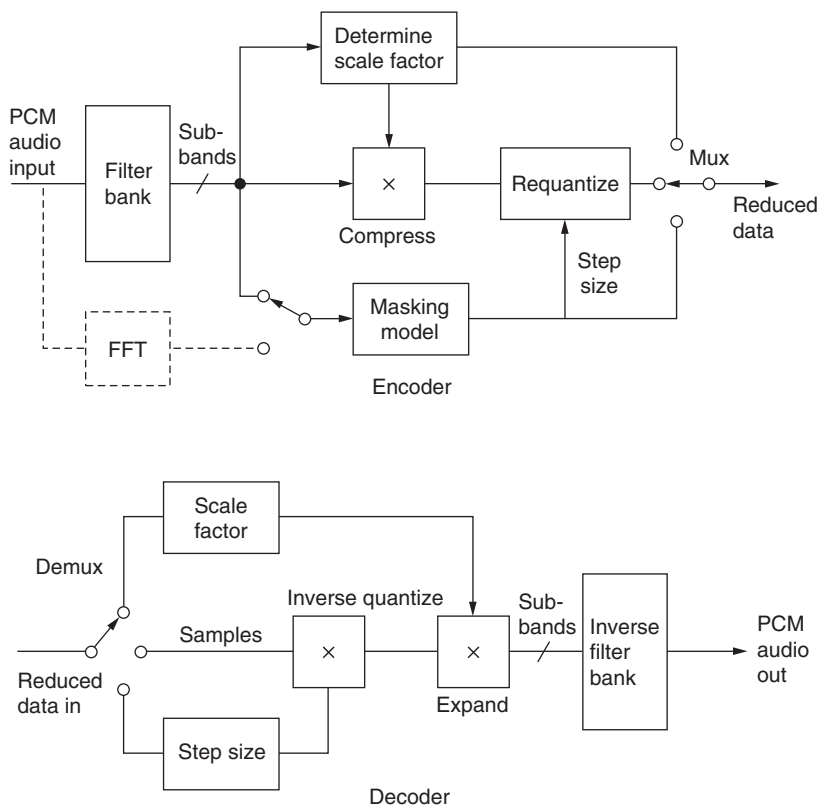 Determine
scale factor
PCM
audio
input
Sub-
bands
Filter
bank
×
Compress
Requantize
Mux
Reduced
data
Step
size
Masking
model
FFT
Encoder
Scale
factor
Demux
Inverse quantize
Samples
×
×
Expand
Sub-
bands
Inverse
filter
bank
PCM
audio
out
Reduced
data in
Step size
Decoder